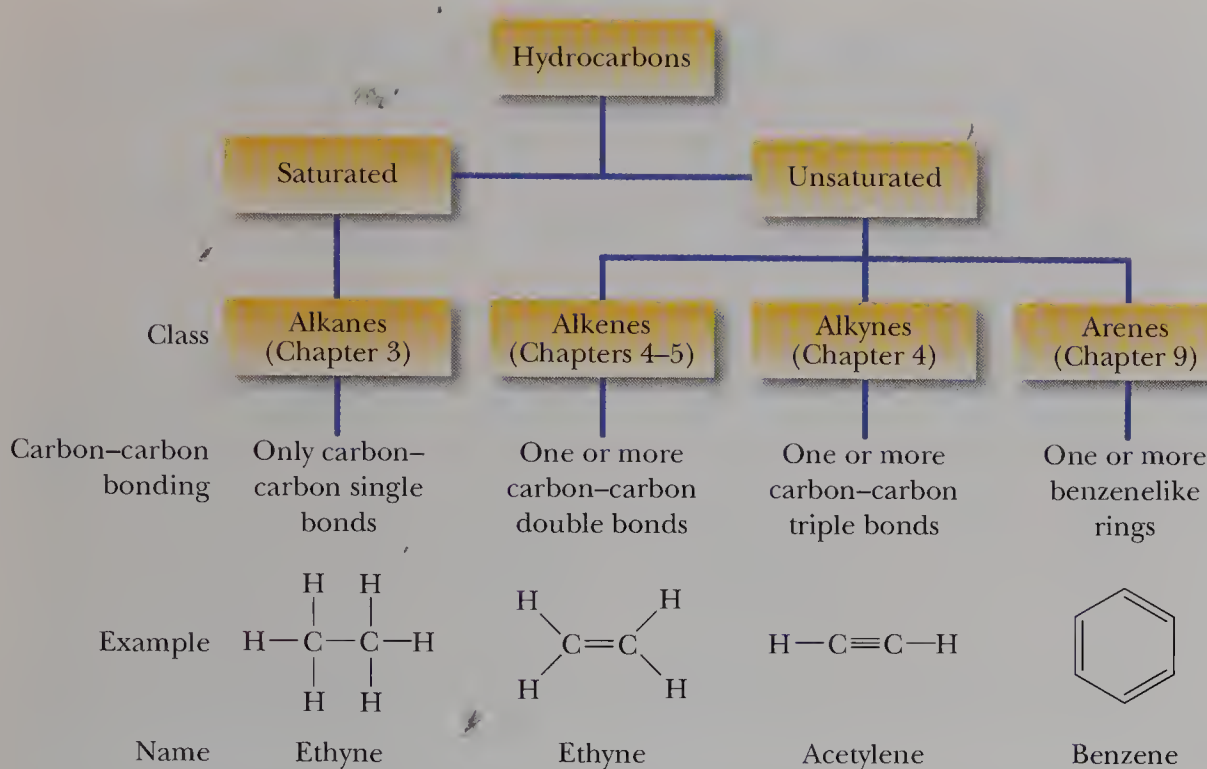 Hydrocarbons
Saturated
Unsaturated
Class
Alkanes
(Chapter 3)
Alkenes
(Chapters 4–5)
Alkynes
(Chapter 4)
Arenes
(Chapter 9)
Carbon–carbon
bonding
Only carbon–
carbon single
bonds
One or more
carbon–carbon
double bonds
One or more
carbon–carbon
triple bonds
One or more
benzenelike
rings
Example
H H
H—C—C—H
H H
H H
C=C
H H
H—C≡C—H
Name
Ethyne
Ethyne
Acetylene
Benzene